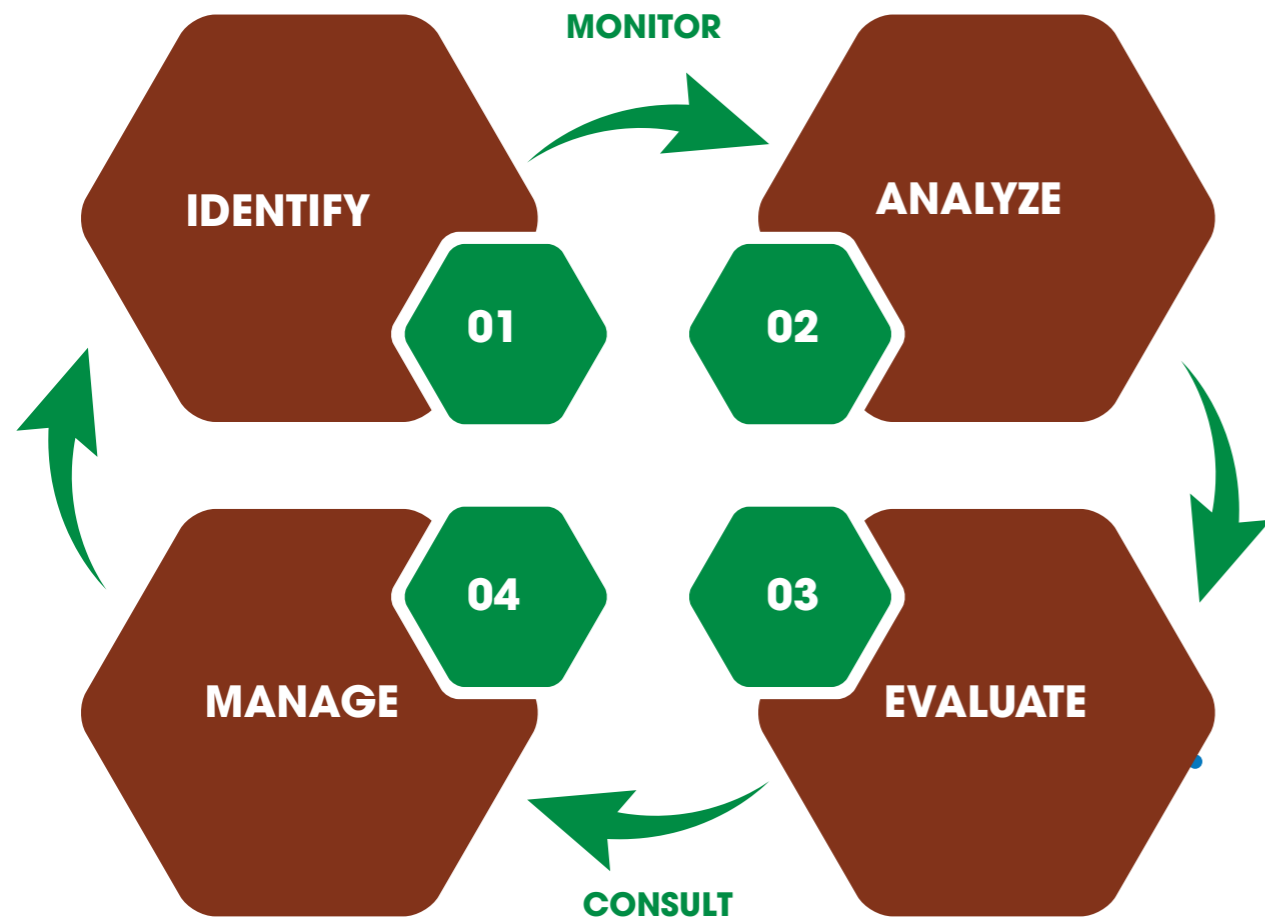 MONITOR
IDENTIFY
ANALYZE
01
02
04
03
MANAGE
EVALUATE
CONSULT